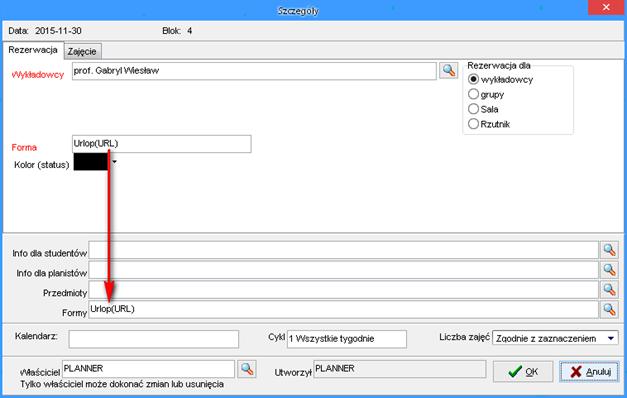 Szczegóły
Data: 2015-11-30 Blok: 4
Rezerwacja Zajęcie
Wykładowcy prof. Gabryl Wiesław
Rezerwacja dla
wykładowcy
grupy
Sala
Rzutnik
Forma Urlop(URL)
Kolor (status)
Info dla studentów
Info dla planistów
Przedmioty
Formy Urlop(URL)
Kalendarz: Cykl 1 Wszystkie tygodnie Liczba zajęć Zgodnie z zaznaczeniem
Właściciel PLANNER Utworzył PLANNER OK Anuluj
Tylko właściciel może dokonać zmian lub usunięcia